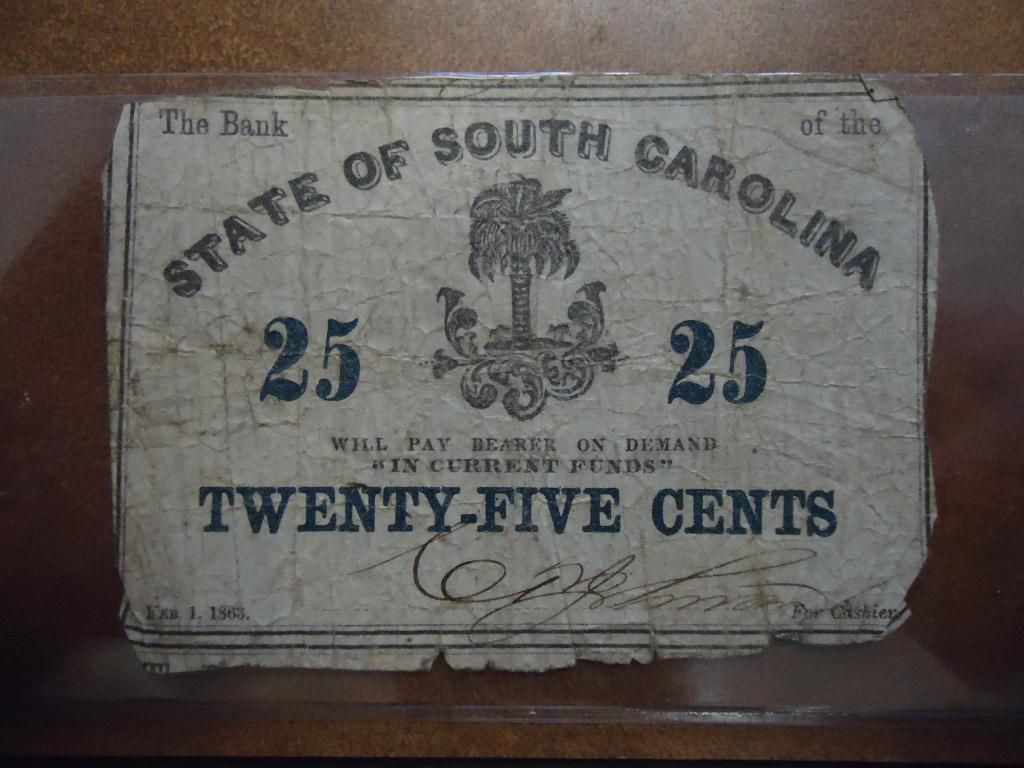 The Bank of the
STATE OF SOUTH CAROLINA
25 25
WILL PAY BEARER ON DEMAND
"IN CURRENT FUNDS"
TWENTY-FIVE CENTS
FEB 1. 1863. For Cashier